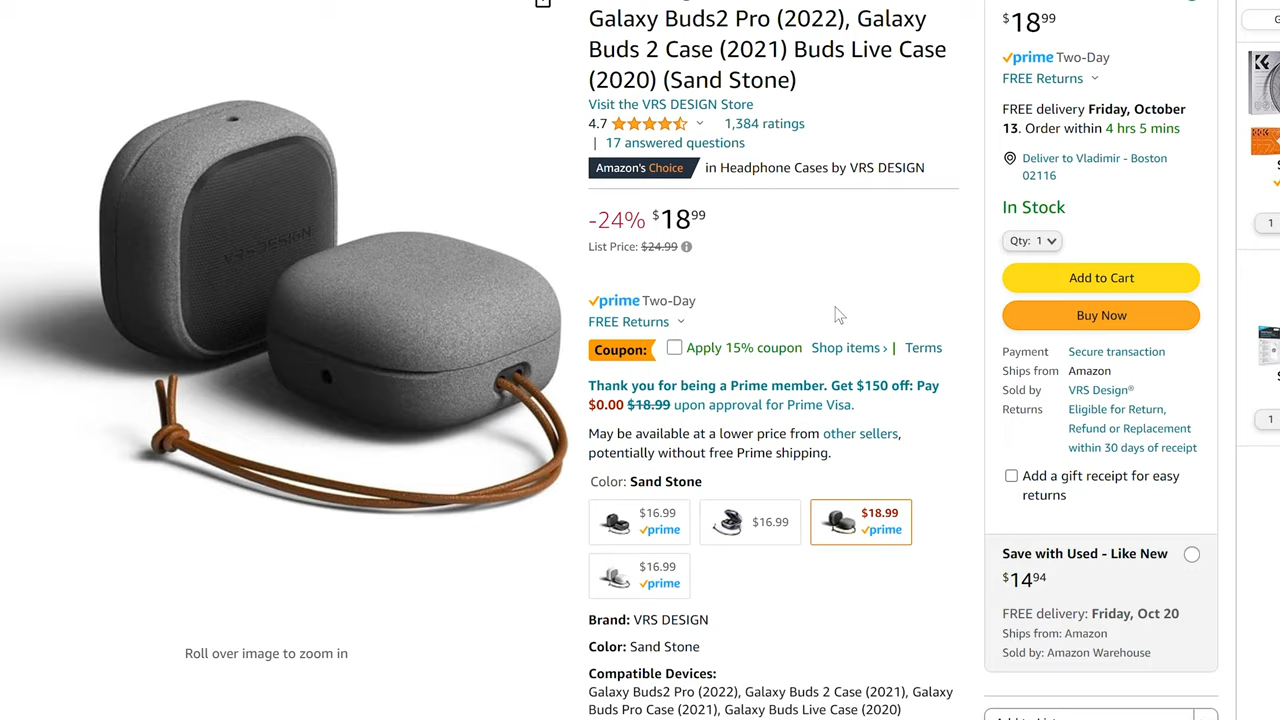 VRS DESIGN
Roll over image to zoom in
Galaxy Buds2 Pro (2022), Galaxy
Buds 2 Case (2021) Buds Live Case
(2020) (Sand Stone)
Visit the VRS DESIGN Store
4.7 1,384 ratings
| 17 answered questions
Amazon's Choice in Headphone Cases by VRS DESIGN
-24% $18 99
List Price: $24.99
prime Two-Day
FREE Returns
Coupon: Apply 15% coupon Shop items › | Terms
Thank you for being a Prime member. Get $150 off: Pay
$0.00 $18.99 upon approval for Prime Visa.
May be available at a lower price from other sellers,
potentially without free Prime shipping.
Color: Sand Stone
$16.99 prime
$16.99
$18.99 prime
$16.99 prime
Brand: VRS DESIGN
Color: Sand Stone
Compatible Devices:
Galaxy Buds2 Pro (2022), Galaxy Buds 2 Case (2021), Galaxy
Buds Pro Case (2021), Galaxy Buds Live Case (2020)
$18 99
prime Two-Day
FREE Returns
FREE delivery Friday, October
13. Order within 4 hrs 5 mins
Deliver to Vladimir - Boston
02116
In Stock
Qty: 1
Add to Cart
Buy Now
Payment Secure transaction
Ships from Amazon
Sold by VRS Design®
Returns Eligible for Return,
Refund or Replacement
within 30 days of receipt
Add a gift receipt for easy
returns
Save with Used - Like New
$14 94
FREE delivery: Friday, Oct 20
Ships from: Amazon
Sold by: Amazon Warehouse
1
1